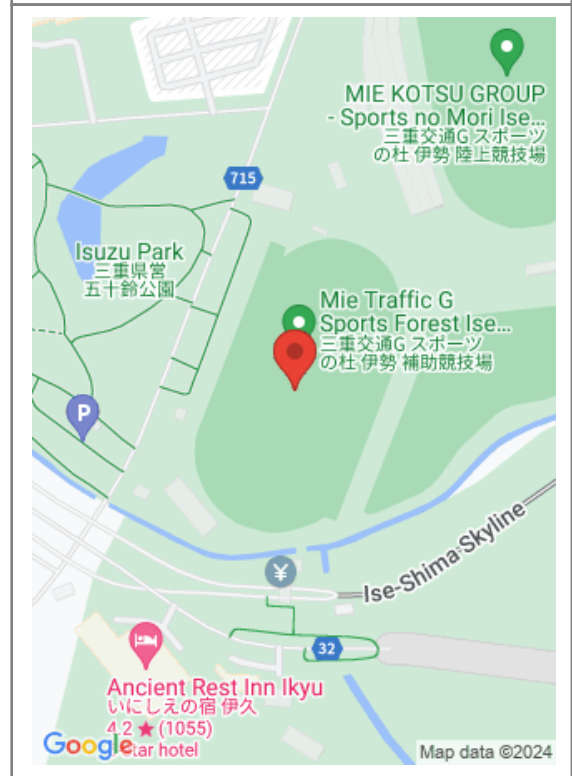 MIE KOTSU GROUP
- Sports no Mori Ise...
三重交通G スポーツ
の杜 伊勢 陸上競技場
715
Isuzu Park
三重県営
五十鈴公園
Mie Traffic G
Sports Forest Ise...
三重交通G スポーツ
の杜 伊勢 補助競技場
P
¥
Ise-Shima-Skyline
32
Ancient Rest Inn Ikyu
いにしえの宿 伊久
4.2 ★ (1055)
tar hotel
Google
Map data ©2024